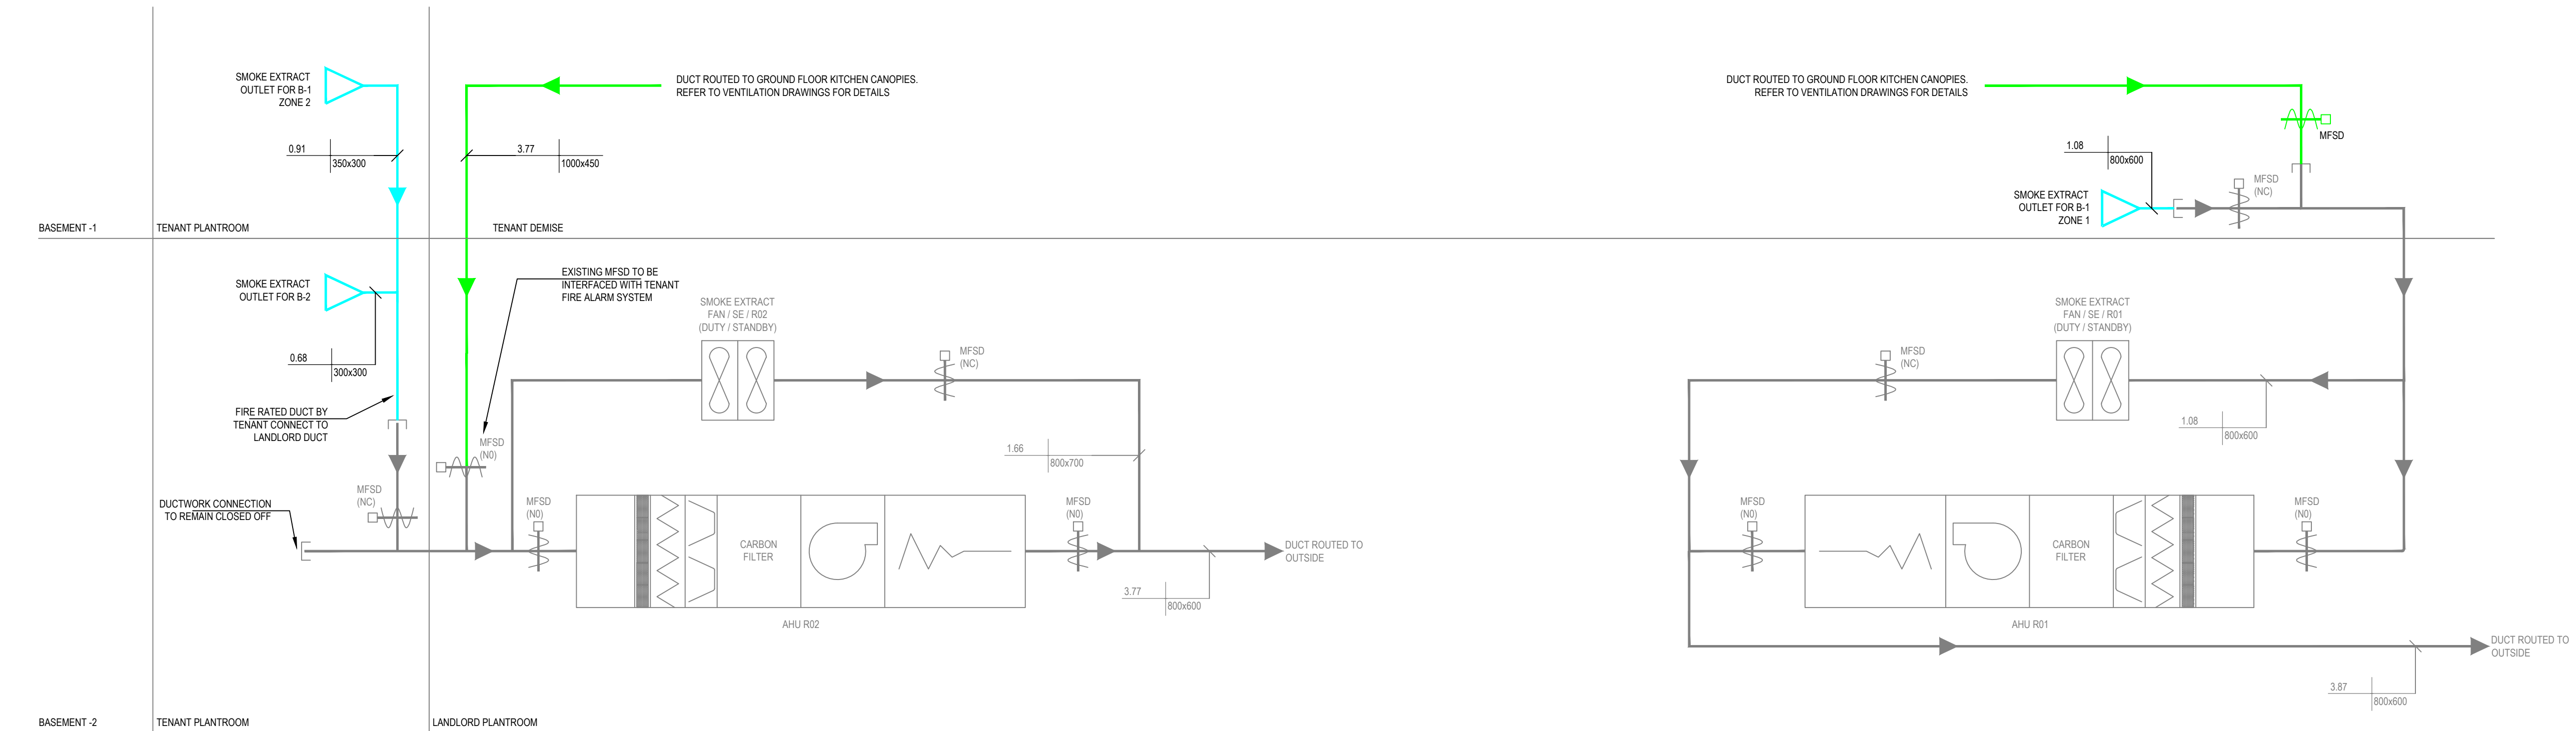 SMOKE EXTRACT
OUTLET FOR B-1
ZONE 2
DUCT ROUTED TO GROUND FLOOR KITCHEN CANOPIES.
REFER TO VENTILATION DRAWINGS FOR DETAILS
DUCT ROUTED TO GROUND FLOOR KITCHEN CANOPIES.
REFER TO VENTILATION DRAWINGS FOR DETAILS
MFSD
0.91
350x300
3.77
1000x450
1.08
800x600
MFSD
(NC)
SMOKE EXTRACT
OUTLET FOR B-1
ZONE 1
BASEMENT -1
TENANT PLANTROOM
TENANT DEMISE
SMOKE EXTRACT
OUTLET FOR B-2
EXISTING MFSD TO BE
INTERFACED WITH TENANT
FIRE ALARM SYSTEM
SMOKE EXTRACT
FAN / SE / R02
(DUTY / STANDBY)
SMOKE EXTRACT
FAN / SE / R01
(DUTY / STANDBY)
0.68
300x300
MFSD
(NC)
MFSD
(NC)
FIRE RATED DUCT BY
TENANT CONNECT TO
LANDLORD DUCT
MFSD
(N0)
1.66
800x700
1.08
800x600
MFSD
(NC)
DUCTWORK CONNECTION
TO REMAIN CLOSED OFF
MFSD
(N0)
MFSD
(N0)
MFSD
(N0)
MFSD
(N0)
CARBON
FILTER
DUCT ROUTED TO
OUTSIDE
CARBON
FILTER
3.77
800x600
AHU R02
AHU R01
DUCT ROUTED TO
OUTSIDE
3.87
800x600
BASEMENT -2
TENANT PLANTROOM
LANDLORD PLANTROOM